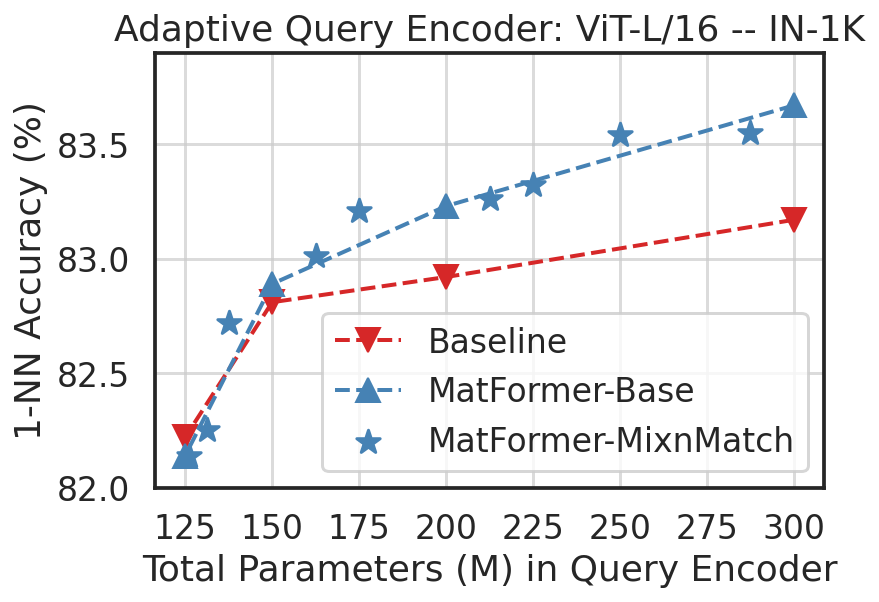 Adaptive Query Encoder: ViT-L/16 -- IN-1K
1-NN Accuracy (%)
83.5
83.0
82.5
82.0
Baseline
MatFormer-Base
MatFormer-MixnMatch
125 150 175 200 225 250 275 300
Total Parameters (M) in Query Encoder